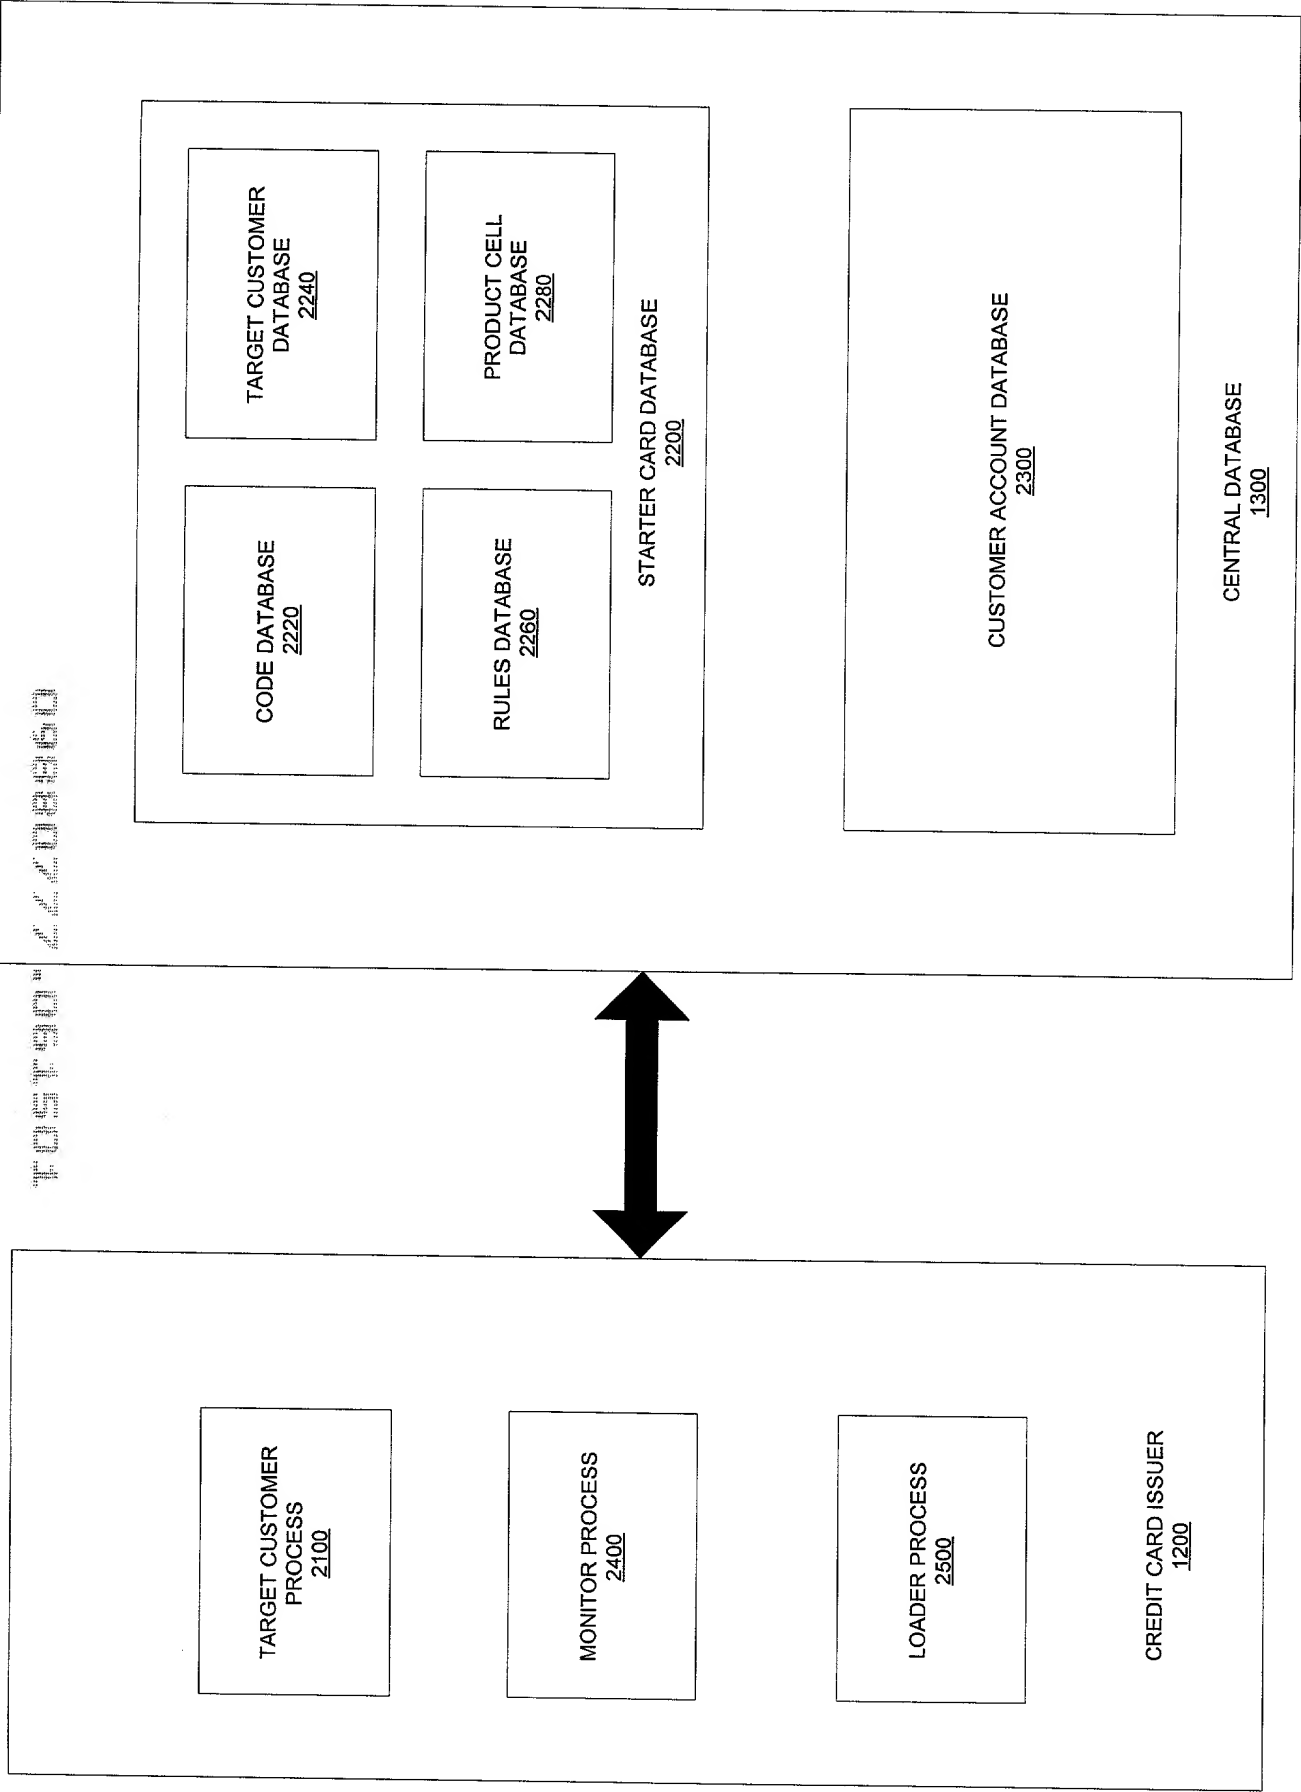 TARGET CUSTOMER
PROCESS
2100
MONITOR PROCESS
2400
LOADER PROCESS
2500
CREDIT CARD ISSUER
1200
CODE DATABASE
2220
TARGET CUSTOMER
DATABASE
2240
RULES DATABASE
2260
PRODUCT CELL
DATABASE
2280
STARTER CARD DATABASE
2200
CUSTOMER ACCOUNT DATABASE
2300
CENTRAL DATABASE
1300